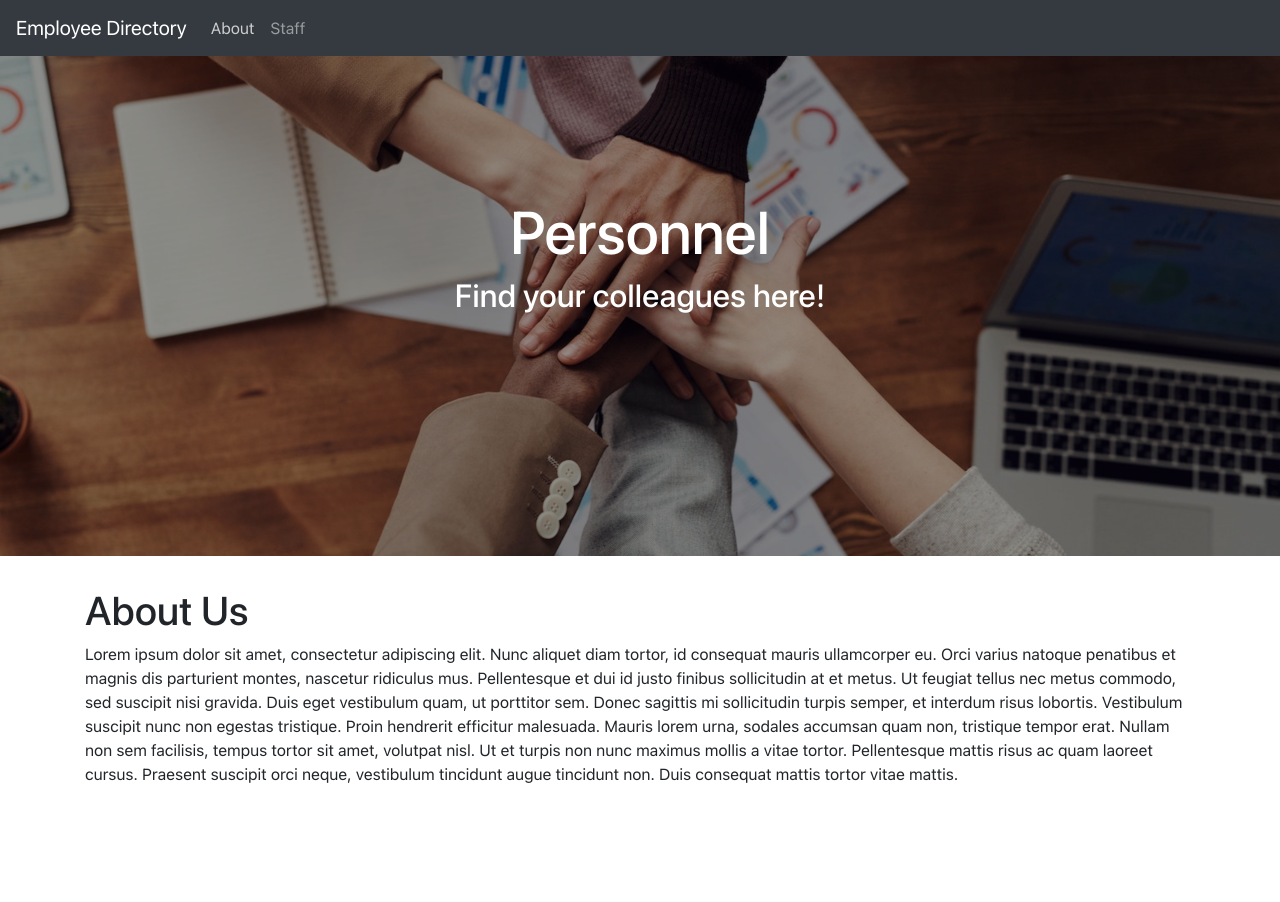 Employee Directory About Staff
Personnel
Find your colleagues here!
About Us
Lorem ipsum dolor sit amet, consectetur adipiscing elit. Nunc aliquet diam tortor, id consequat mauris ullamcorper eu. Orci varius natoque penatibus et
magnis dis parturient montes, nascetur ridiculus mus. Pellentesque et dui id justo finibus sollicitudin at et metus. Ut feugiat tellus nec metus commodo,
sed suscipit nisi gravida. Duis eget vestibulum quam, ut porttitor sem. Donec sagittis mi sollicitudin turpis semper, et interdum risus lobortis. Vestibulum
suscipit nunc non egestas tristique. Proin hendrerit efficitur malesuada. Mauris lorem urna, sodales accumsan quam non, tristique tempor erat. Nullam
non sem facilisis, tempus tortor sit amet, volutpat nisl. Ut et turpis non nunc maximus mollis a vitae tortor. Pellentesque mattis risus ac quam laoreet
cursus. Praesent suscipit orci neque, vestibulum tincidunt augue tincidunt non. Duis consequat mattis tortor vitae mattis.